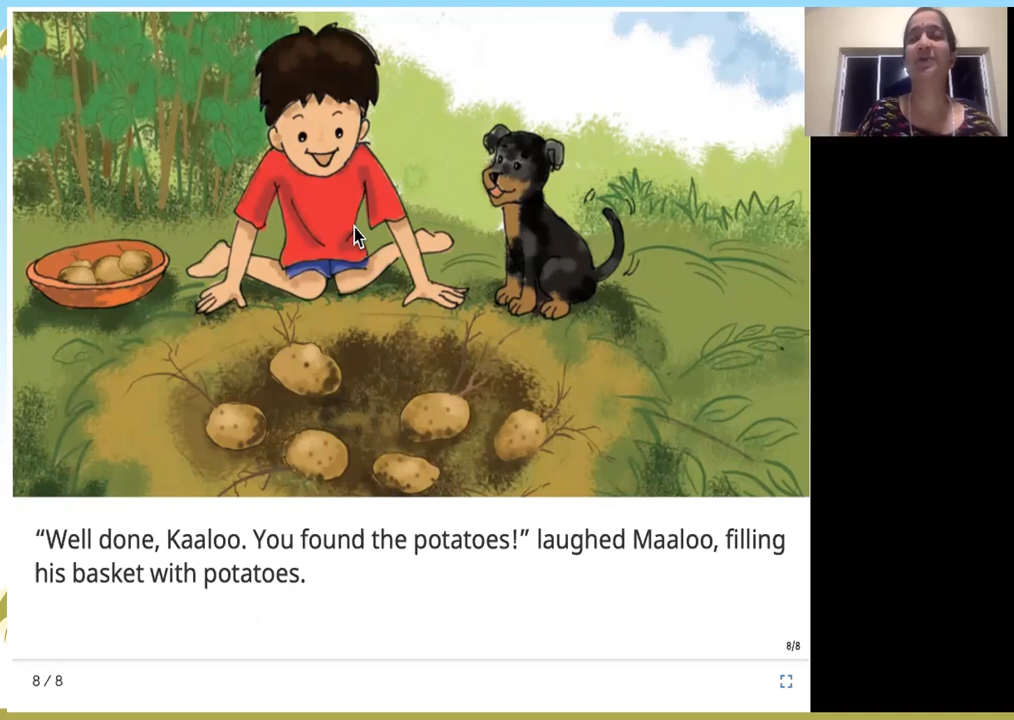 “Well done, Kaaloo. You found the potatoes!” laughed Maaloo, filling
his basket with potatoes.
8/8
8 / 8